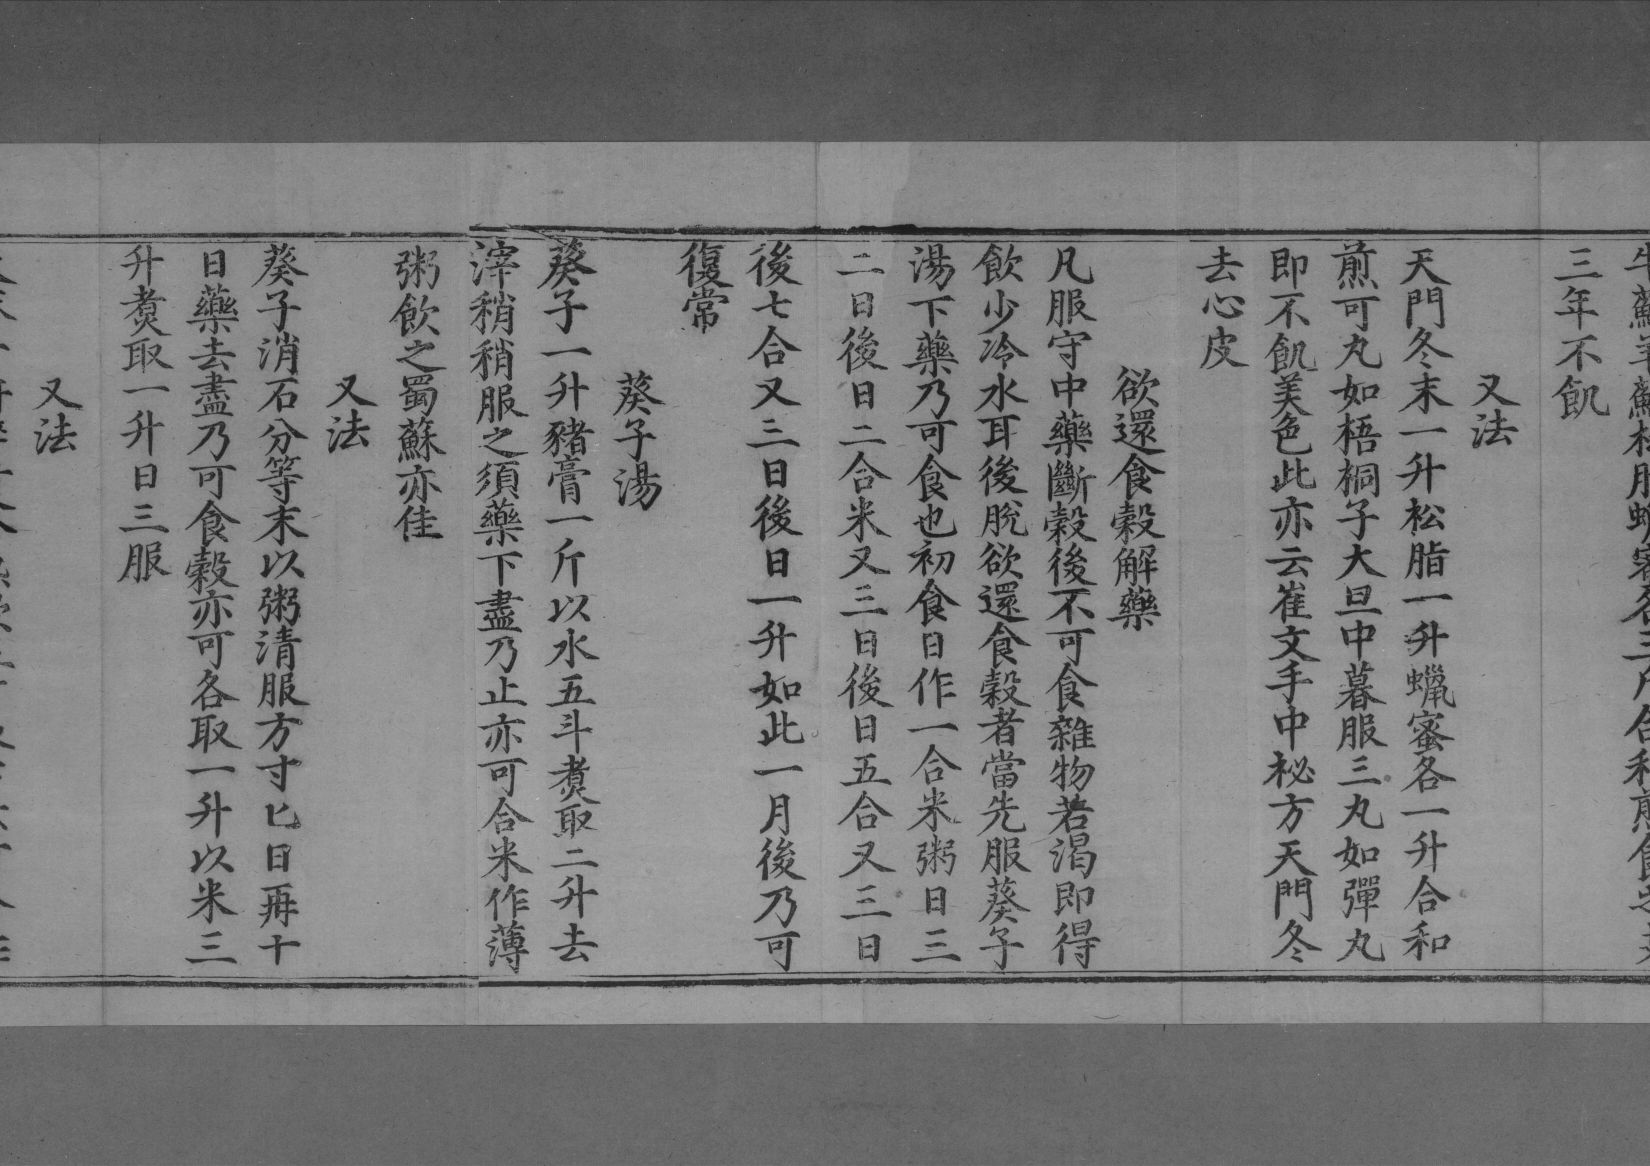 三年不飢
又法
天門冬末一升松脂一升蠟蜜各一升合和
煎可丸如梧桐子大旦中暮服三丸如彈丸
即不飢美色此亦云崔文手中祕方天門冬
去心皮
欲還食穀解藥
凡服守中藥斷穀後不可食雜物若渴即得
飲少冷水耳後脫欲還食穀者當先服葵子
湯下藥乃可食也初食日作一合米粥日三
二日後日二合米又三日後日五合又三日
後七合又三日後日一升如此一月後乃可
復常
葵子湯
葵子一升豬膏一斤以水五斗煑取二升去
滓稍稍服之須藥下盡乃止亦可合米作薄
粥飲之蜀蘇亦佳
又法
葵子消石分等末以粥清服方寸匕日再十
日藥去盡乃可食穀亦可各取一升以米三
升煑取一升日三服
又法